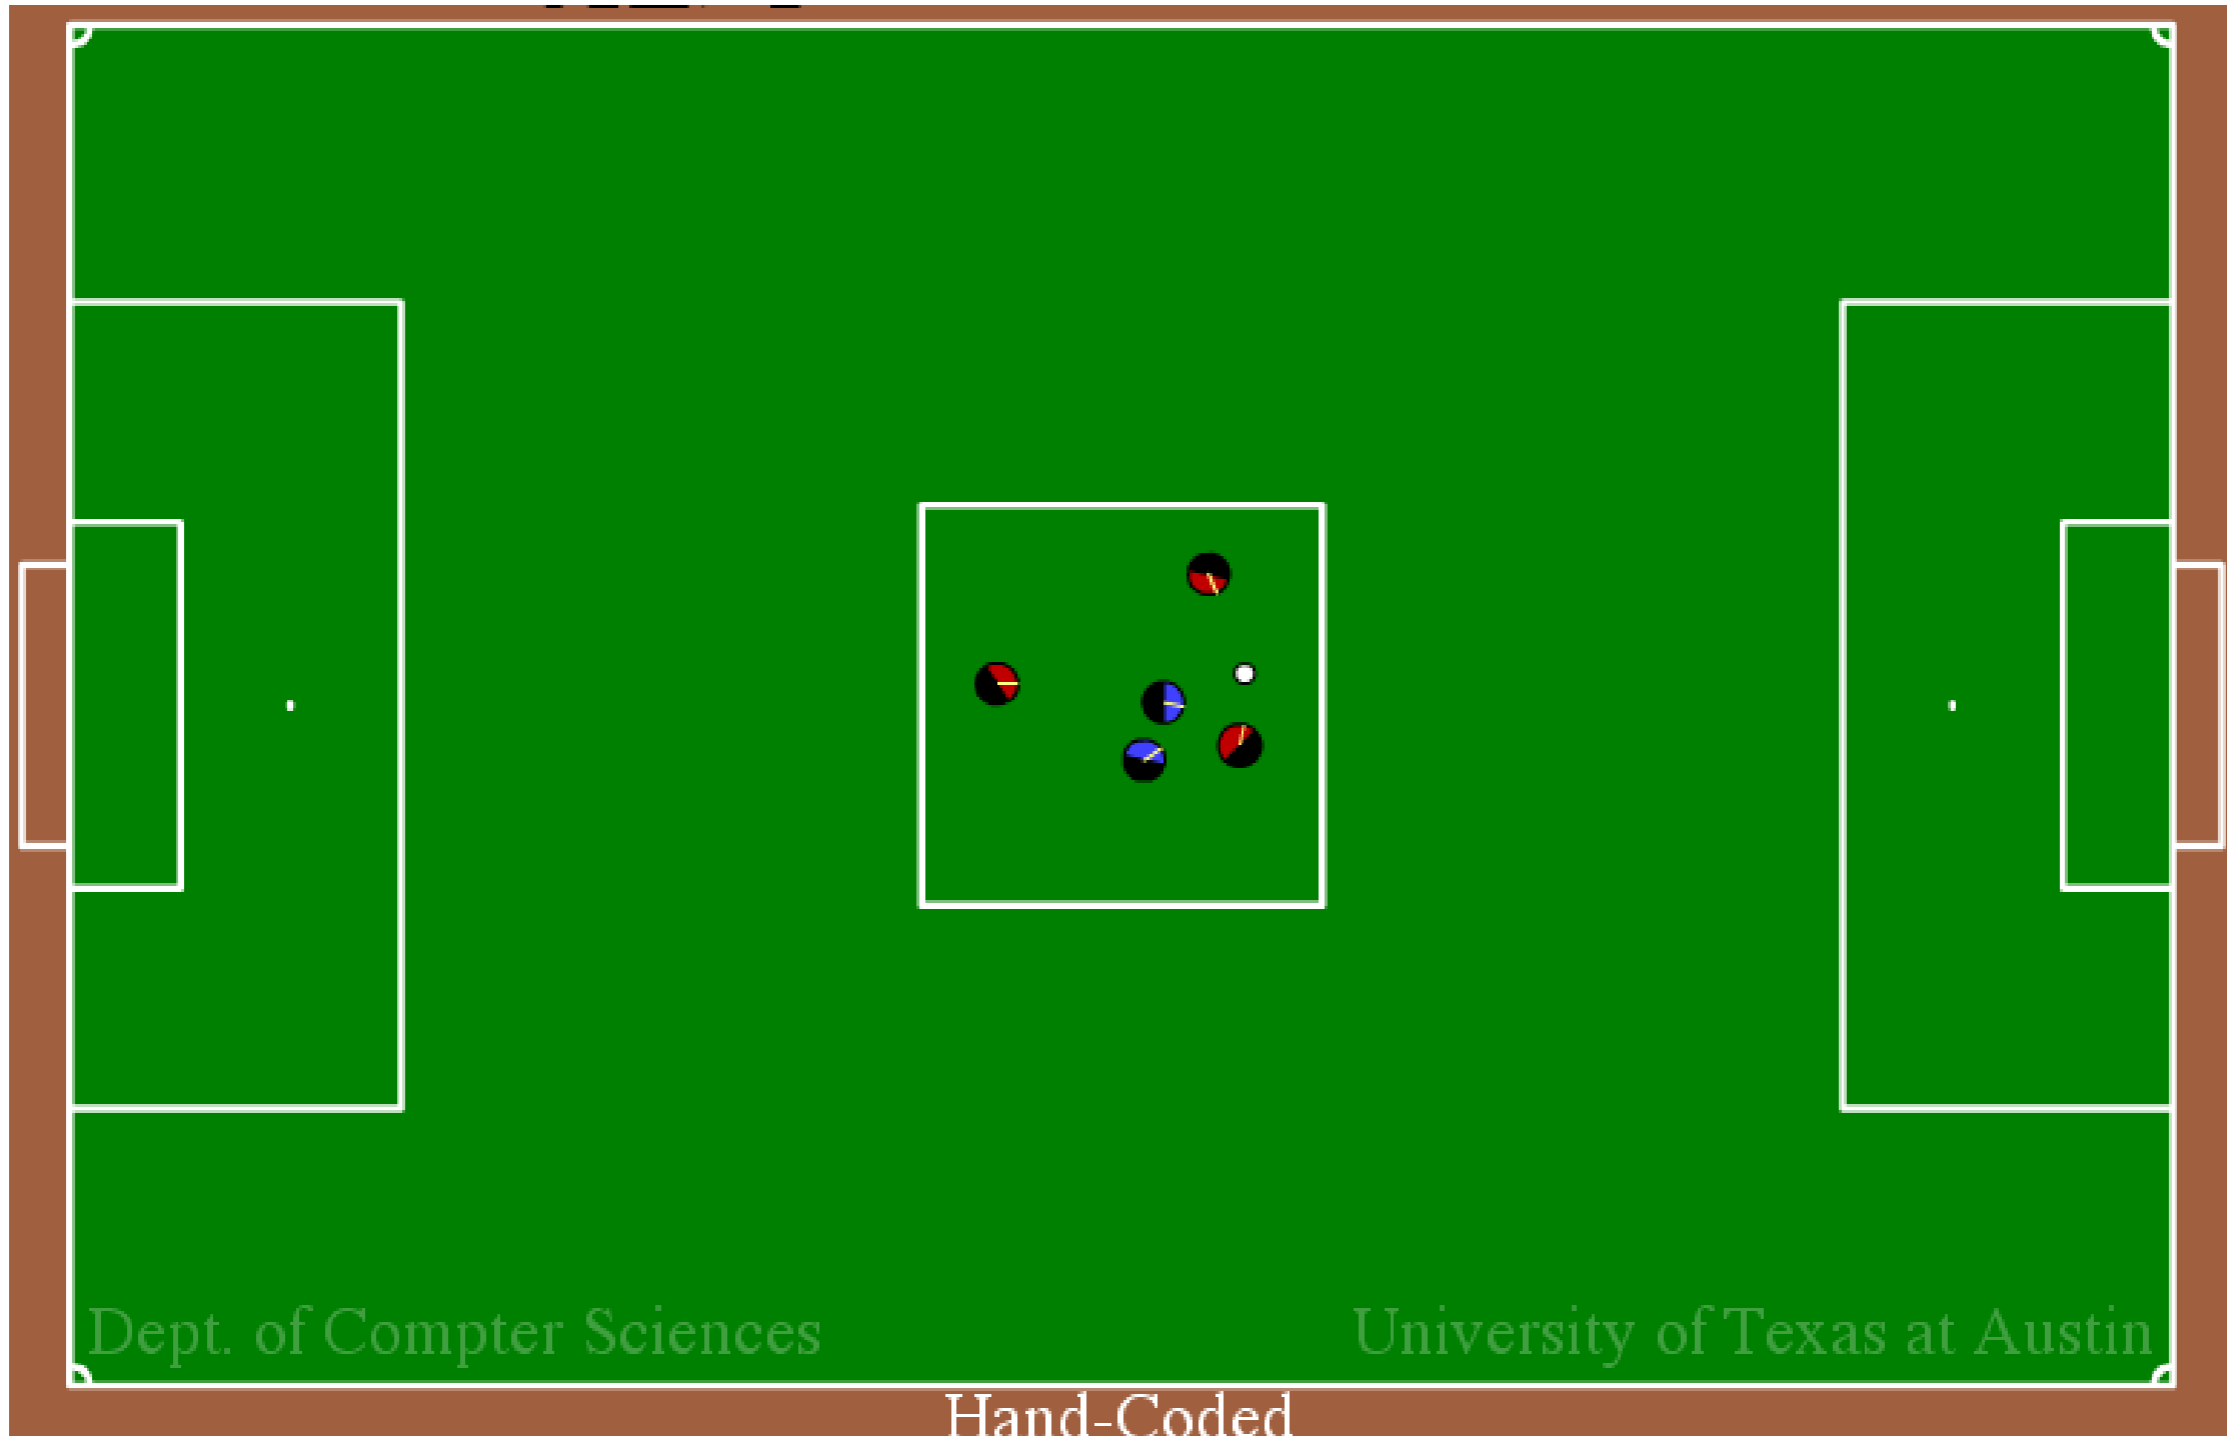 Dept. of Compter Sciences University of Texas at Austin
Hand-Coded